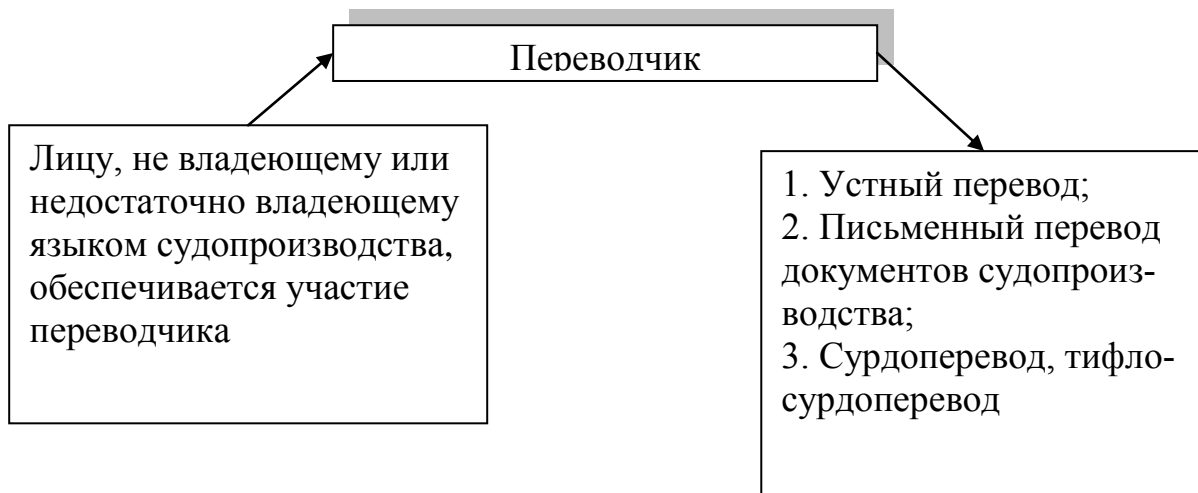 Переводчик
Лицу, не владеющему или
недостаточно владеющему
языком судопроизводства,
обеспечивается участие
переводчика
1. Устный перевод;
2. Письменный перевод
документов судопроиз-
водства;
3. Сурдоперевод, тифло-
сурдоперевод